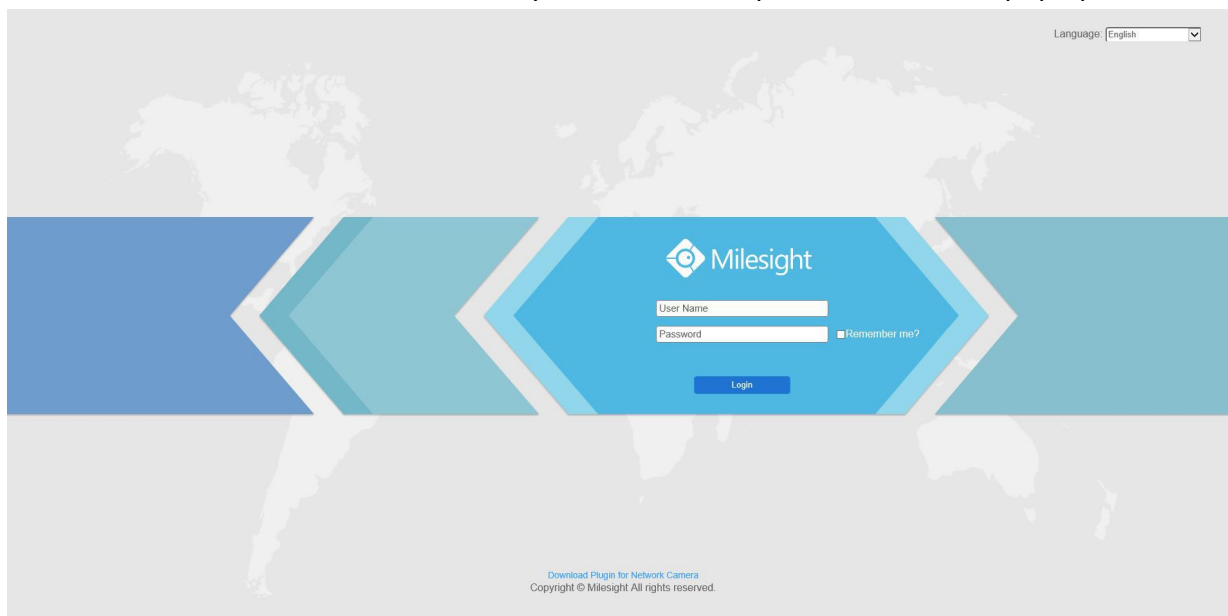 Language: English
Milesight
User Name
Password
Remember me?
Login
Download Plugin for Network Camera
Copyright © Milesight All rights reserved.